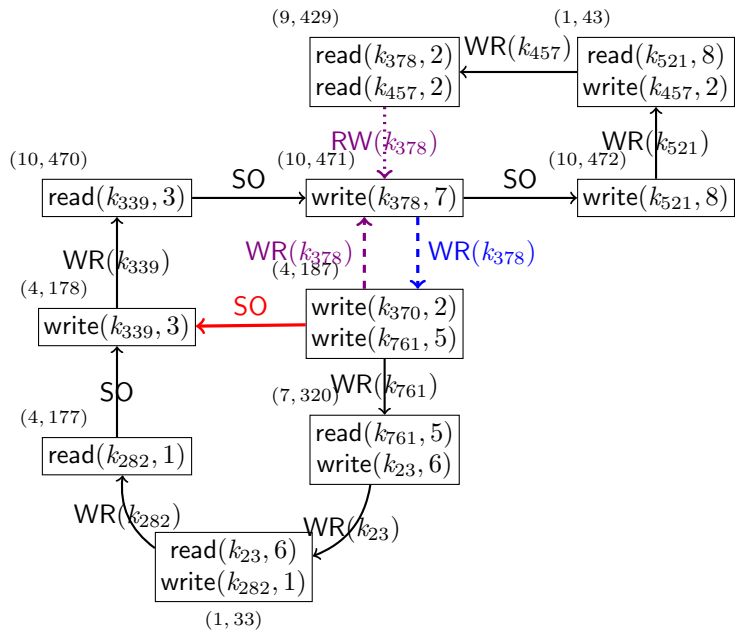 (9, 429)
(1, 43)
read(k378, 2)
read(k457, 2)
WR(k457)
read(k521, 8)
write(k457, 2)
RW(k378)
WR(k521)
(10, 470)
(10, 471)
(10, 472)
read(k339, 3)
SO
write(k378, 7)
SO
write(k521, 8)
WR(k339)
WR(k378)
WR(k378)
(4, 187)
(4, 178)
write(k339, 3)
SO
write(k370, 2)
write(k761, 5)
SO
WR(k761)
(7, 320)
(4, 177)
read(k282, 1)
read(k761, 5)
write(k23, 6)
WR(k282)
WR(k23)
read(k23, 6)
write(k282, 1)
(1, 33)